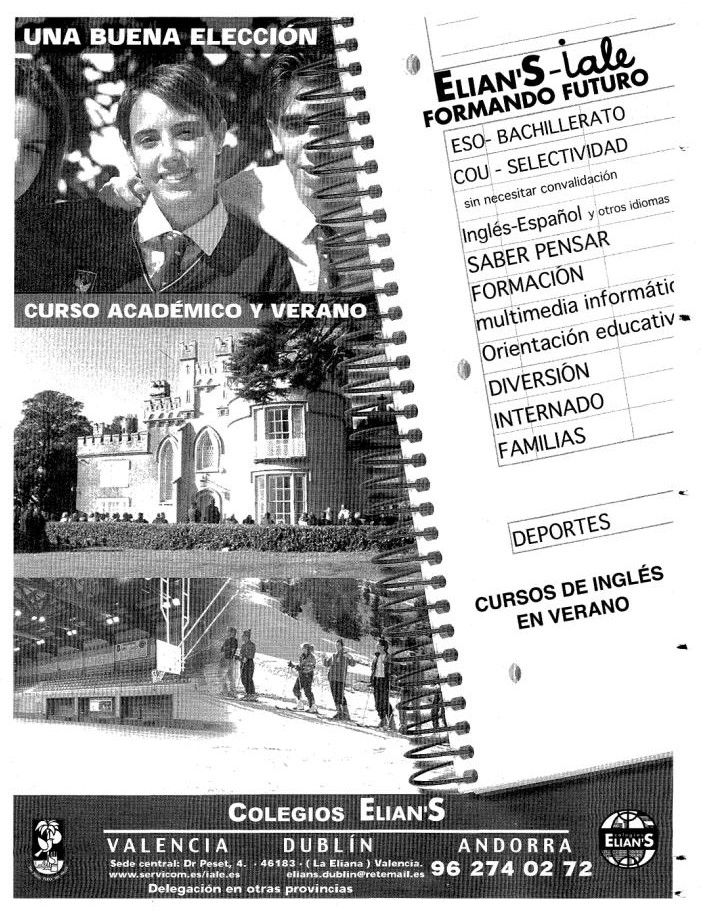 UNA BUENA ELECCIÓN
ELIAN'S-iale
FORMANDO FUTURO
ESO- BACHILLERATO
COU - SELECTIVIDAD
sin necesitar convalidación
Inglés-Español y otros idiomas
SABER PENSAR
FORMACIÓN
multimedia informátic
Orientación educativ
DIVERSIÓN
INTERNADO
FAMILIAS
DEPORTES
CURSOS DE INGLÉS
EN VERANO
CURSO ACADÉMICO Y VERANO
COLEGIOS ELIAN'S
VALENCIA DUBLÍN ANDORRA
Sede central: Dr Peset, 4. - 46183 - ( La Eliana ) Valencia.
www.servicom.es/iale.es elians.dublin@retemail.es 96 274 02 72
Delegación en otras provincias
colegios
ELIAN'S